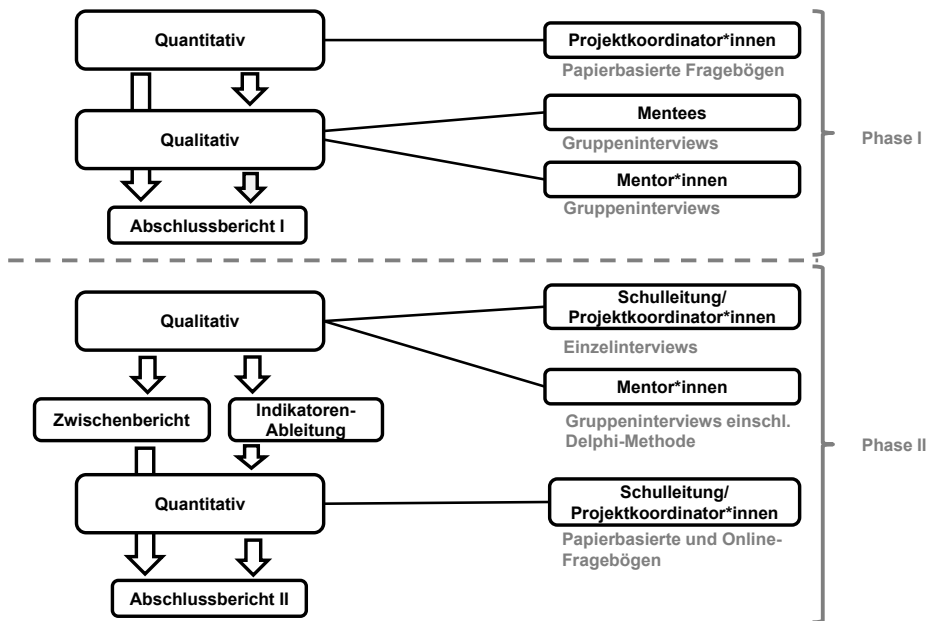 Quantitativ
Projektkoordinator*innen
Papierbasierte Fragebögen
Qualitativ
Mentees
Gruppeninterviews
Mentor*innen
Gruppeninterviews
Abschlussbericht I
Phase I
Qualitativ
Schulleitung/
Projektkoordinator*innen
Einzelinterviews
Mentor*innen
Gruppeninterviews einschl.
Delphi-Methode
Zwischenbericht
Indikatoren-
Ableitung
Quantitativ
Schulleitung/
Projektkoordinator*innen
Papierbasierte und Online-
Fragebögen
Abschlussbericht II
Phase II